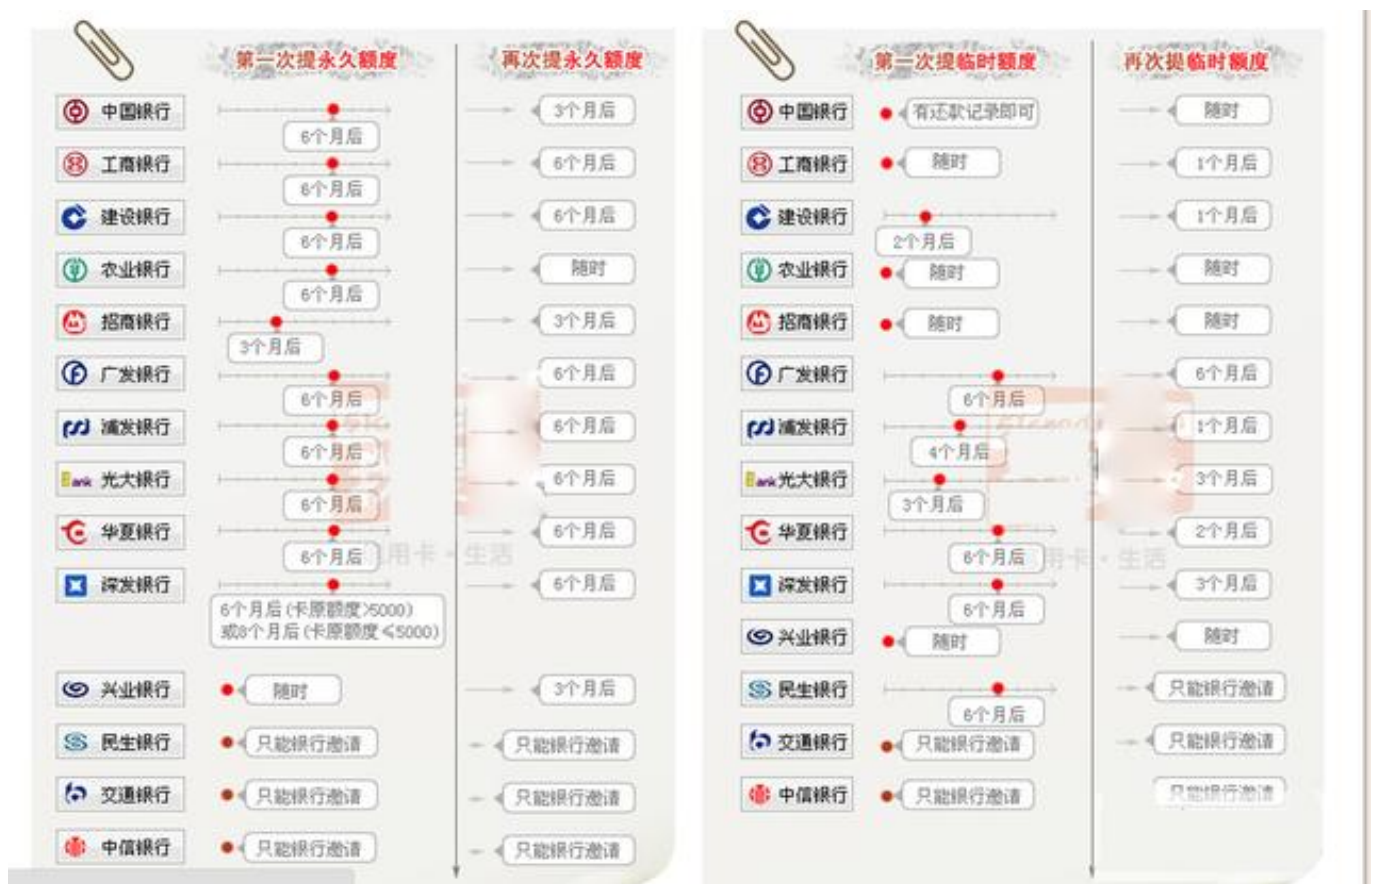 第一次提永久额度 再次提永久额度
中国银行 6个月后 3个月后
工商银行 6个月后 6个月后
建设银行 6个月后 6个月后
农业银行 6个月后 随时
招商银行 3个月后 3个月后
广发银行 6个月后 6个月后
浦发银行 6个月后 6个月后
Bank 光大银行 6个月后 6个月后
华夏银行 6个月后 6个月后
用卡·生活
深发银行 6个月后
6个月后(卡原额度>5000)
或8个月后(卡原额度≤5000)
兴业银行 随时 3个月后
民生银行 只能银行邀请 只能银行邀请
交通银行 只能银行邀请 只能银行邀请
中信银行 只能银行邀请 只能银行邀请
第一次提临时额度 再次提临时额度
中国银行 有还款记录即可 随时
工商银行 随时 1个月后
建设银行 2个月后 1个月后
农业银行 随时 随时
招商银行 随时 随时
广发银行 6个月后 6个月后
浦发银行 4个月后 1个月后
Bank 光大银行 3个月后 3个月后
华夏银行 6个月后 2个月后
用卡·生活
深发银行 6个月后 3个月后
兴业银行 随时 随时
民生银行 6个月后 只能银行邀请
交通银行 只能银行邀请 只能银行邀请
中信银行 只能银行邀请 只能银行邀请